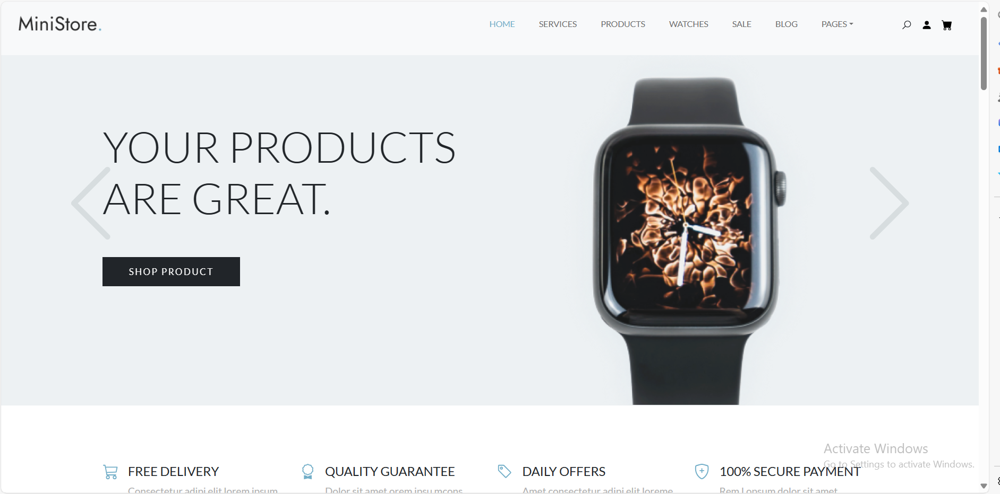 MiniStore.
HOME SERVICES PRODUCTS WATCHES SALE BLOG PAGES
YOUR PRODUCTS
ARE GREAT.
SHOP PRODUCT
FREE DELIVERY
Consectetur adipi elit lorem ipsum
QUALITY GUARANTEE
Dolor sit amet orem ipsu mcons
DAILY OFFERS
Amet consectetur adipi elit loreme
100% SECURE PAYMENT
Rem Lopsum dolor sit amet
Activate Windows
Go to Settings to activate Windows.